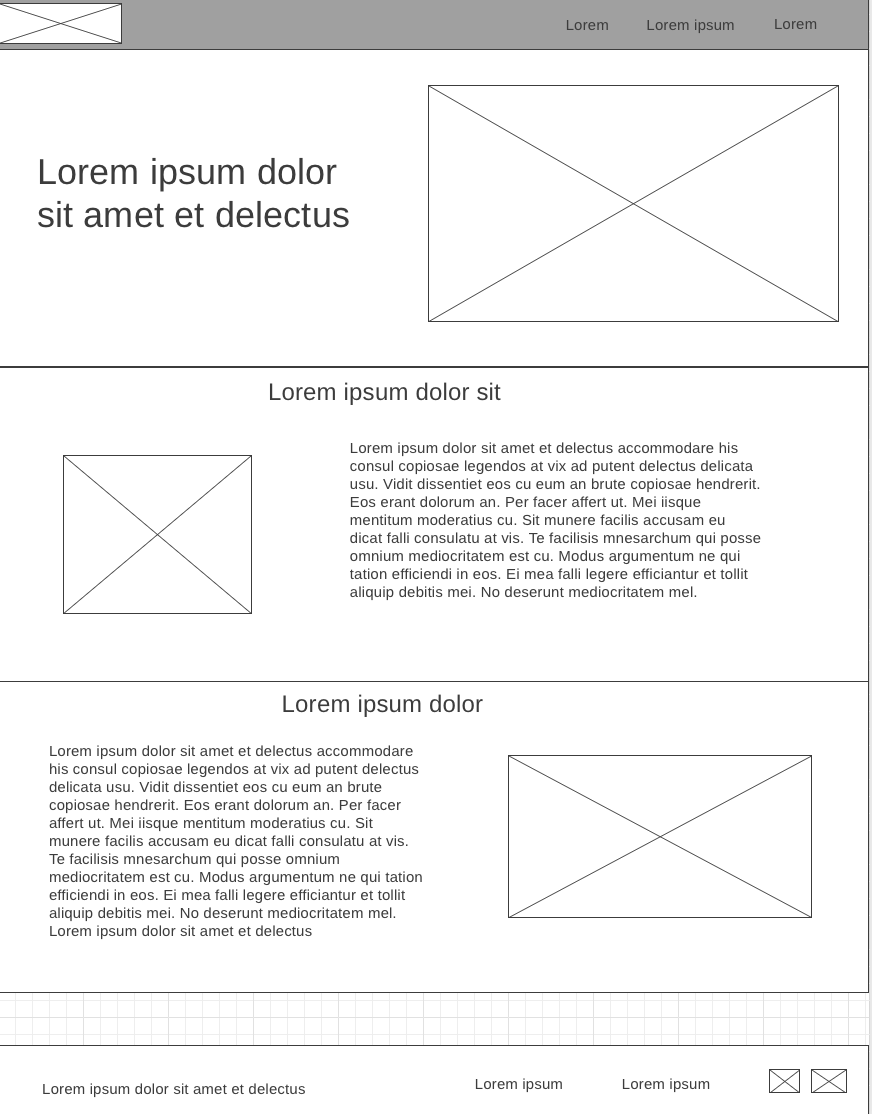 Lorem
Lorem ipsum
Lorem
Lorem ipsum dolor
sit amet et delectus
Lorem ipsum dolor sit
Lorem ipsum dolor sit amet et delectus accommodare his
consul copiosae legendos at vix ad putent delectus delicata
usu. Vidit dissentiet eos cu eum an brute copiosae hendrerit.
Eos erant dolorum an. Per facer affert ut. Mei iisque
mentitum moderatius cu. Sit munere facilis accusam eu
dicat falli consulatu at vis. Te facilisis mnesarchum qui posse
omnium mediocritatem est cu. Modus argumentum ne qui
tation efficiendi in eos. Ei mea falli legere efficiantur et tollit
aliquip debitis mei. No deserunt mediocritatem mel.
Lorem ipsum dolor
Lorem ipsum dolor sit amet et delectus accommodare
his consul copiosae legendos at vix ad putent delectus
delicata usu. Vidit dissentiet eos cu eum an brute
copiosae hendrerit. Eos erant dolorum an. Per facer
affert ut. Mei iisque mentitum moderatius cu. Sit
munere facilis accusam eu dicat falli consulatu at vis.
Te facilisis mnesarchum qui posse omnium
mediocritatem est cu. Modus argumentum ne qui tation
efficiendi in eos. Ei mea falli legere efficiantur et tollit
aliquip debitis mei. No deserunt mediocritatem mel.
Lorem ipsum dolor sit amet et delectus
Lorem ipsum dolor sit amet et delectus
Lorem ipsum
Lorem ipsum